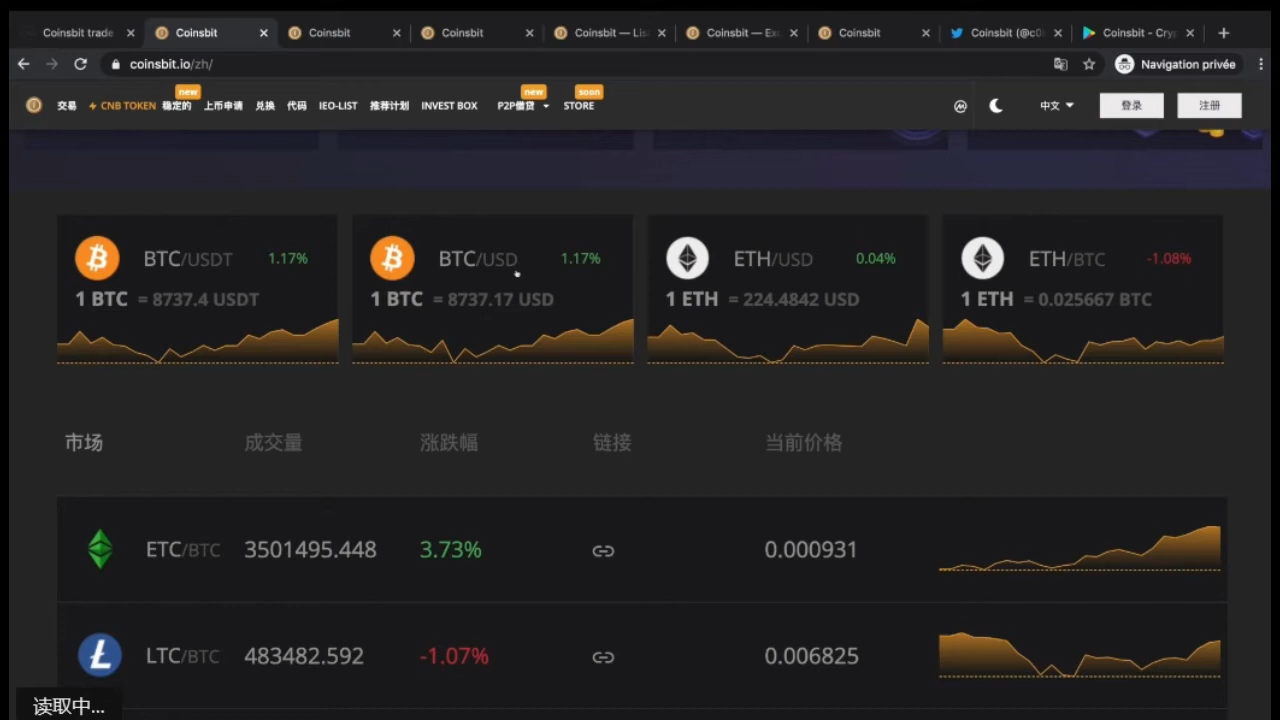 Coinsbit trade Coinsbit Coinsbit Coinsbit Coinsbit — Lis Coinsbit — Ex Coinsbit Coinsbit (@c0 Coinsbit - Cry
coinsbit.io/zh/ Navigation privée
new new soon
交易 CNB TOKEN 稳定的 上币申请 兑换 代码 IEO-LIST 推荐计划 INVEST BOX P2P借贷 STORE 中文 登录 注册
BTC/USDT 1.17% BTC/USD 1.17% ETH/USD 0.04% ETH/BTC -1.08%
1 BTC = 8737.4 USDT 1 BTC = 8737.17 USD 1 ETH = 224.4842 USD 1 ETH = 0.025667 BTC
市场 成交量 涨跌幅 链接 当前价格
ETC/BTC 3501495.448 3.73% 0.000931
LTC/BTC 483482.592 -1.07% 0.006825
读取中...